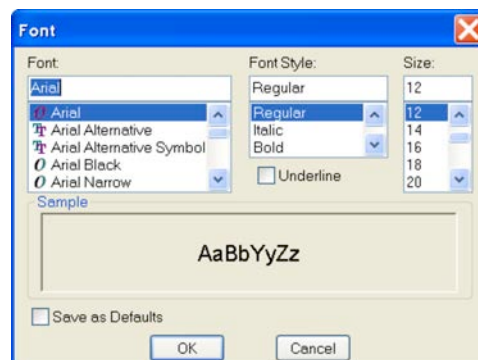 Font
Font: Font Style: Size:
Arial Regular 12
Arial Regular 12
Arial Alternative Italic 14
Arial Alternative Symbol Bold 16
Arial Black 18
Arial Narrow Underline 20
Sample
AaBbYyZz
Save as Defaults
OK Cancel